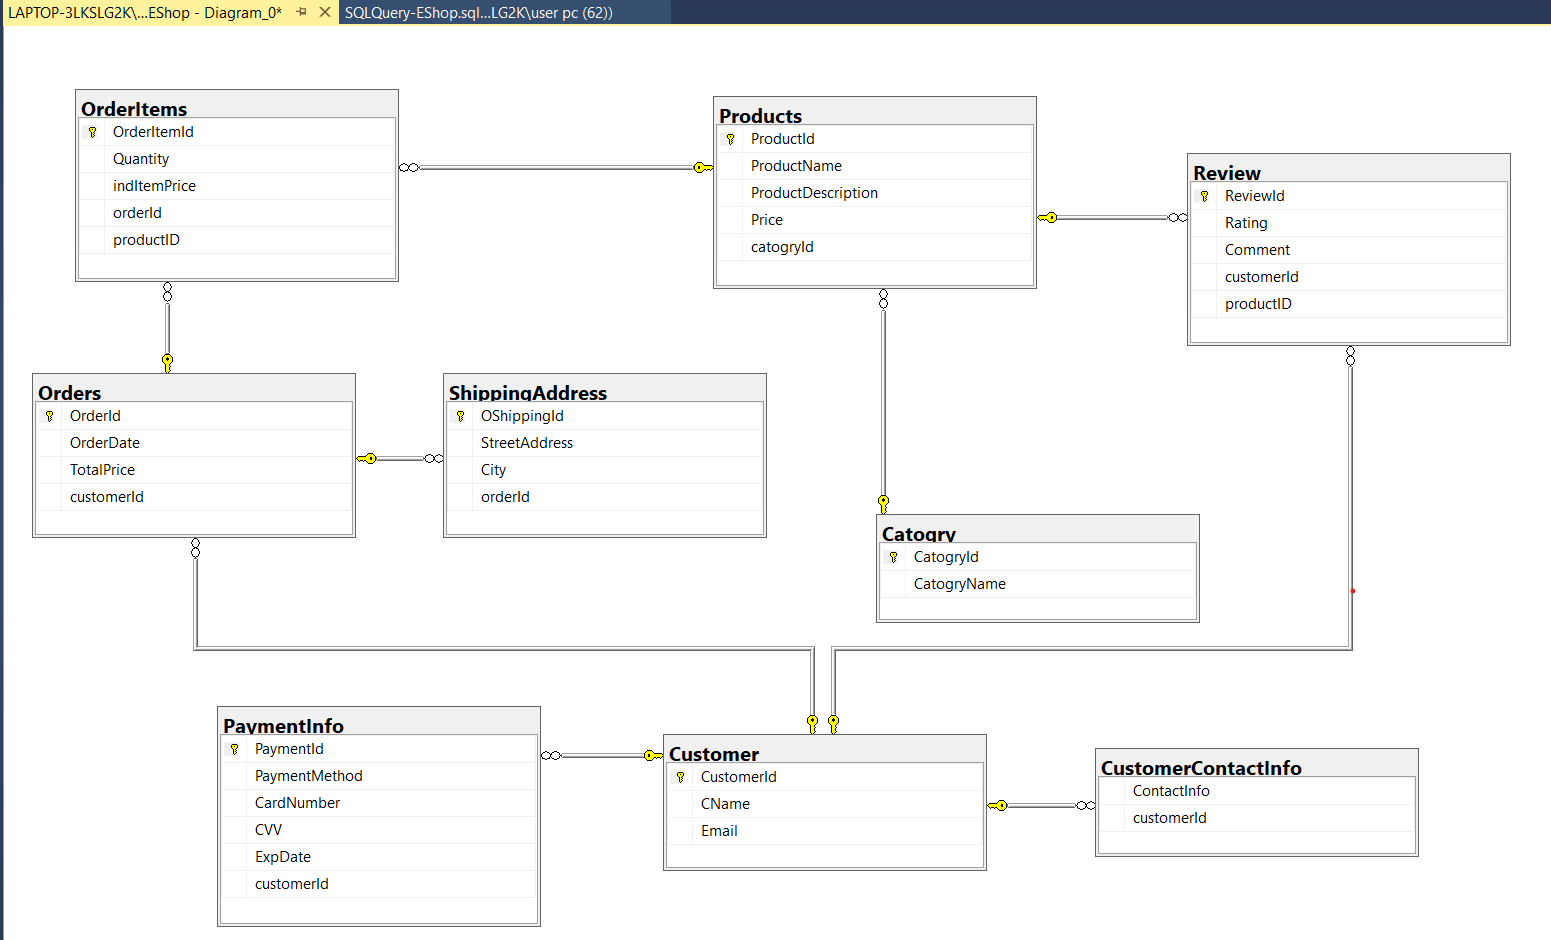 LAPTOP-3LKSLG2K\...EShop - Diagram_0*
SQLQuery-EShop.sql...LG2K\user pc (62))
OrderItems
OrderItemId
Quantity
indItemPrice
orderId
productID
Products
ProductId
ProductName
ProductDescription
Price
catogryId
Review
ReviewId
Rating
Comment
customerId
productID
Orders
OrderId
OrderDate
TotalPrice
customerId
ShippingAddress
OShippingId
StreetAddress
City
orderId
Catogry
CatogryId
CatogryName
PaymentInfo
PaymentId
PaymentMethod
CardNumber
CVV
ExpDate
customerId
Customer
CustomerId
CName
Email
CustomerContactInfo
ContactInfo
customerId